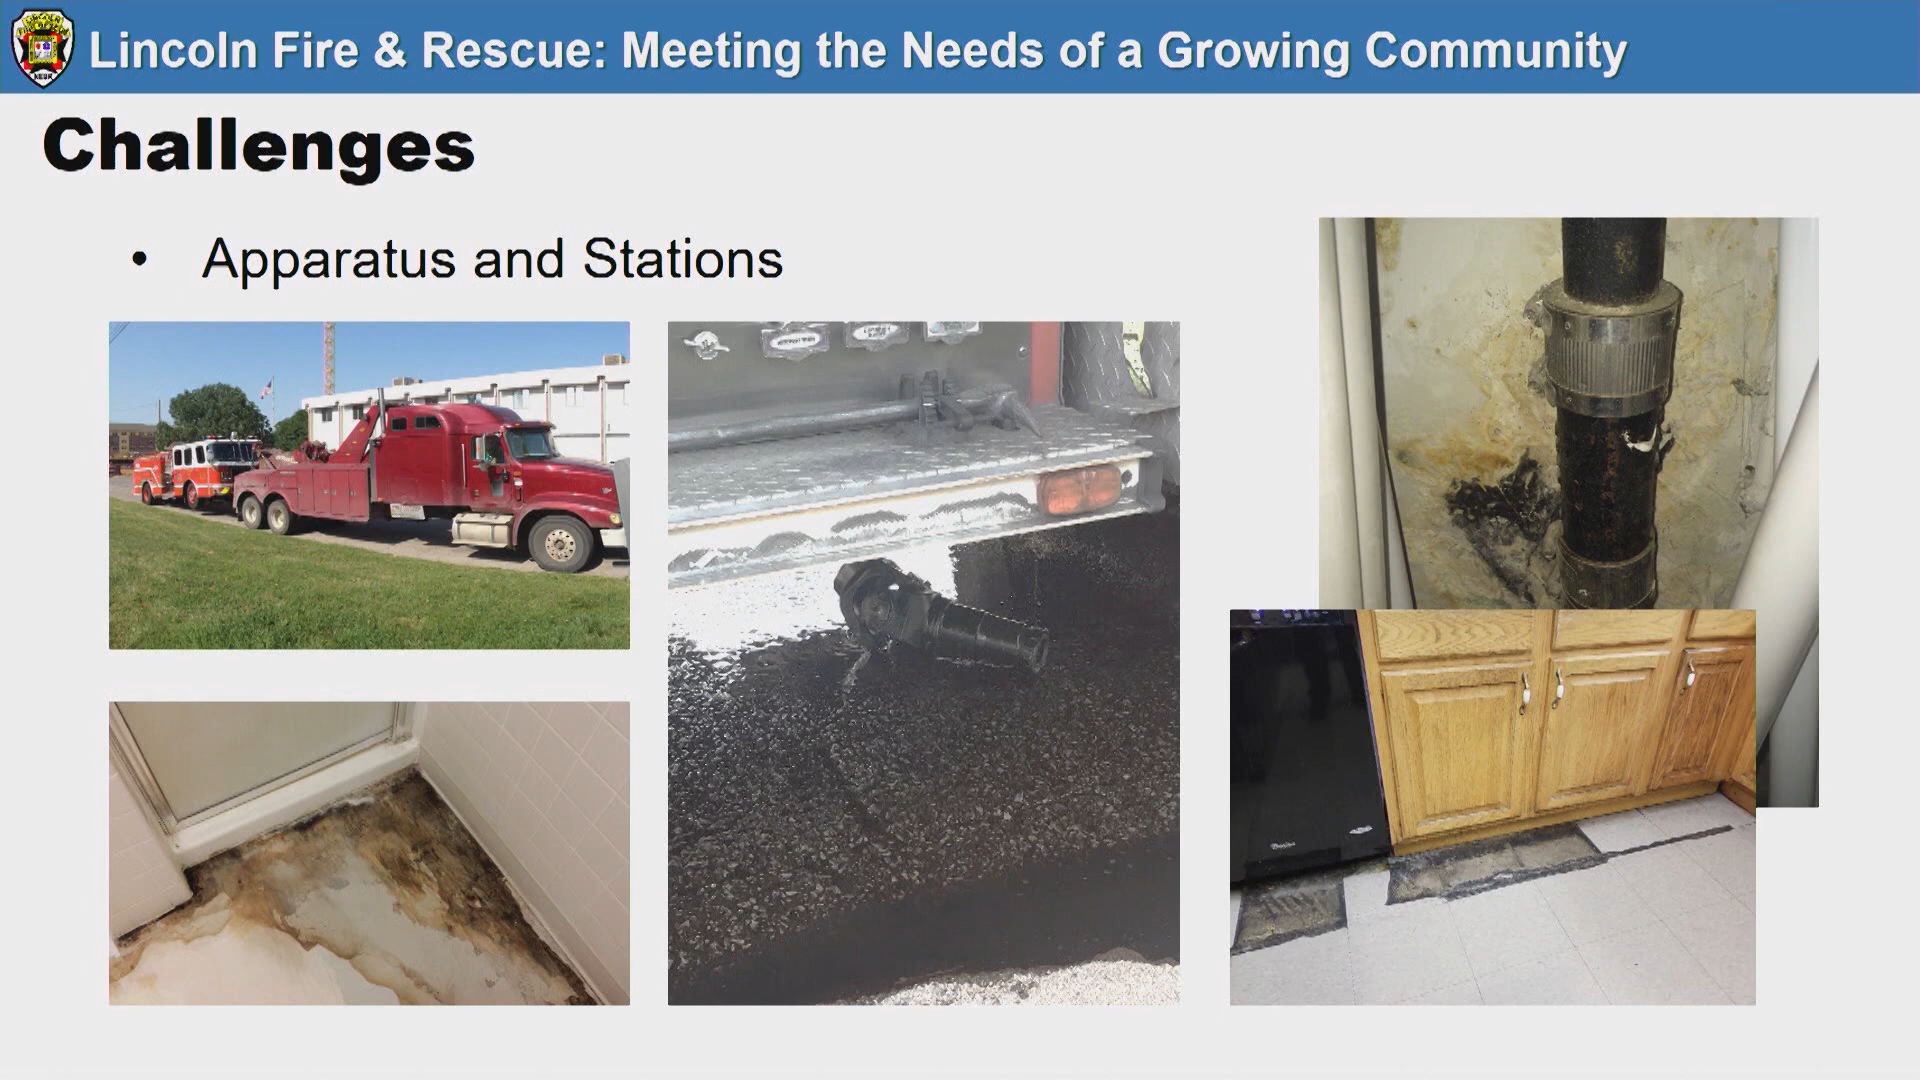 Lincoln Fire & Rescue: Meeting the Needs of a Growing Community
Challenges
• Apparatus and Stations